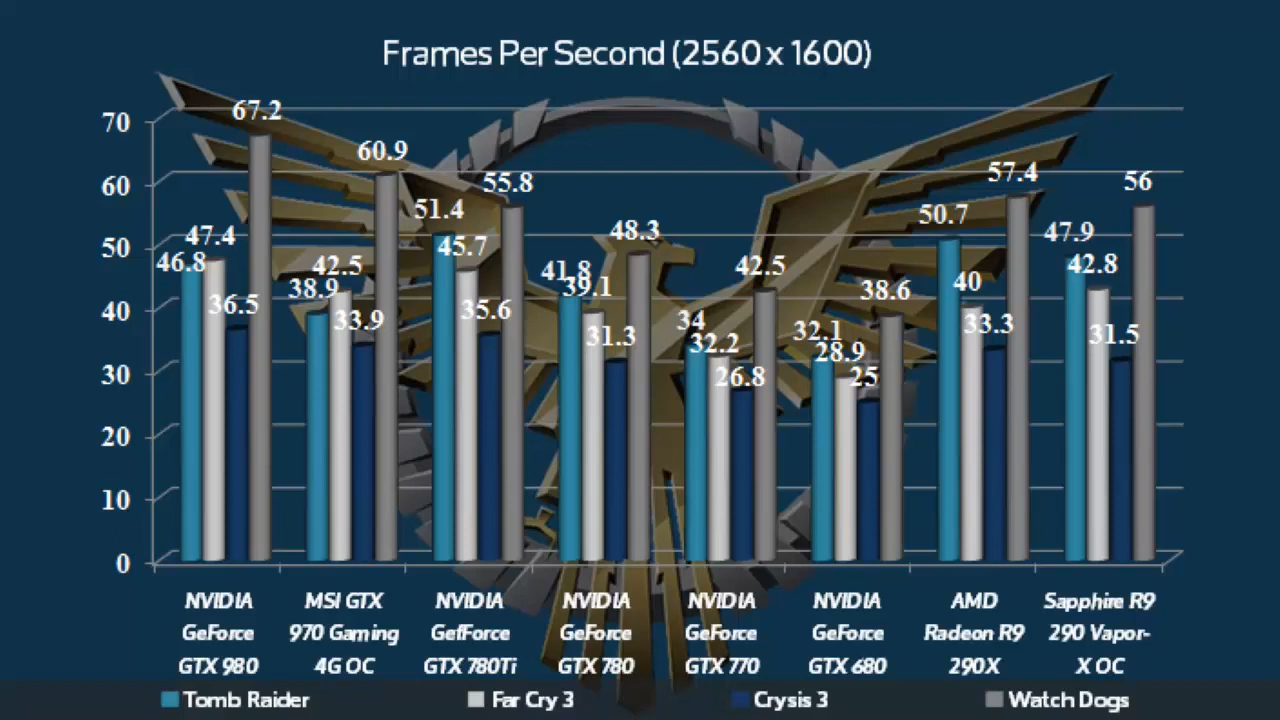 Frames Per Second (2560 x 1600)
70
60
50
40
30
20
10
0
46.8
47.4
36.5
67.2
38.9
42.5
33.9
60.9
51.4
45.7
35.6
55.8
41.8
39.1
31.3
48.3
34
32.2
26.8
42.5
32.1
28.9
25
38.6
50.7
40
33.3
57.4
47.9
42.8
31.5
56
NVIDIA
GeForce
GTX 980
MSI GTX
970 Gaming
4G OC
NVIDIA
GefForce
GTX 780Ti
NVIDIA
GeForce
GTX 780
NVIDIA
GeForce
GTX 770
NVIDIA
GeForce
GTX 680
AMD
Radeon R9
290X
Sapphire R9
290 Vapor-
X OC
Tomb Raider
Far Cry 3
Crysis 3
Watch Dogs